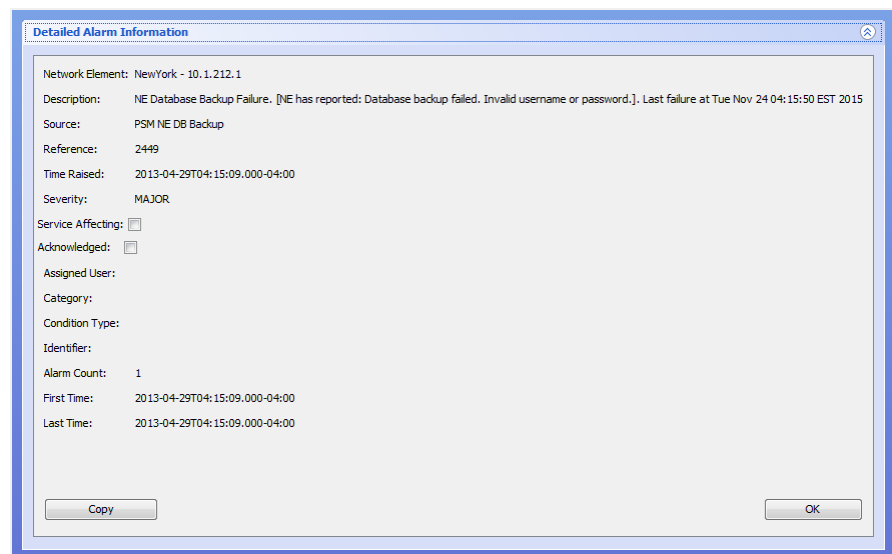 Detailed Alarm Information
Network Element: NewYork - 10.1.212.1
Description: NE Database Backup Failure. [NE has reported: Database backup failed. Invalid username or password.]. Last failure at Tue Nov 24 04:15:50 EST 2015
Source: PSM NE DB Backup
Reference: 2449
Time Raised: 2013-04-29T04:15:09.000-04:00
Severity: MAJOR
Service Affecting:
Acknowledged:
Assigned User:
Category:
Condition Type:
Identifier:
Alarm Count: 1
First Time: 2013-04-29T04:15:09.000-04:00
Last Time: 2013-04-29T04:15:09.000-04:00
Copy OK